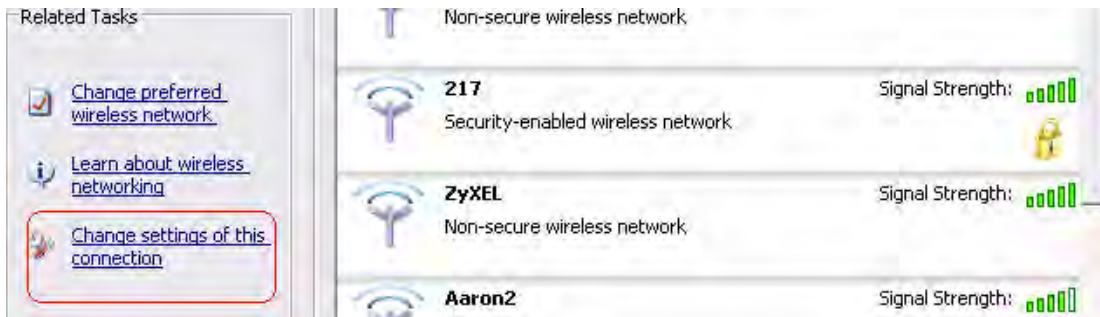 Related Tasks
Change preferred
wireless network
Learn about wireless
networking
Change settings of this
connection
Non-secure wireless network
217
Signal Strength:
Security-enabled wireless network
ZyXEL
Signal Strength:
Non-secure wireless network
Aaron2
Signal Strength: